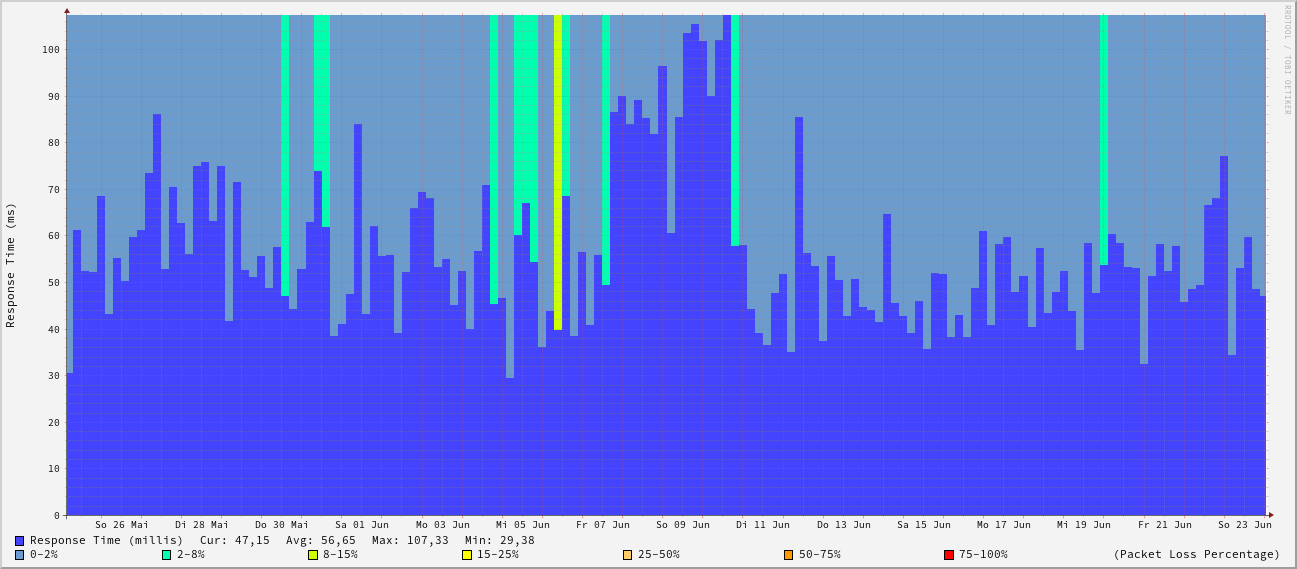 RRDTOOL / TOBI OETIKER
Response Time (ms)
100
90
80
70
60
50
40
30
20
10
0
So 26 Mai Di 28 Mai Do 30 Mai Sa 01 Jun Mo 03 Jun Mi 05 Jun Fr 07 Jun So 09 Jun Di 11 Jun Do 13 Jun Sa 15 Jun Mo 17 Jun Mi 19 Jun Fr 21 Jun So 23 Jun
Response Time (millis) Cur: 47,15 Avg: 56,65 Max: 107,33 Min: 29,38
0-2% 2-8% 8-15% 15-25% 25-50% 50-75% 75-100% (Packet Loss Percentage)